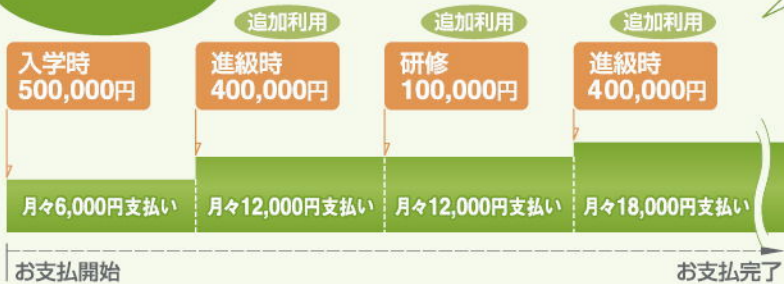 追加利用
追加利用
追加利用
入学時
500,000円
進級時
400,000円
研修
100,000円
進級時
400,000円
月々6,000円支払い
月々12,000円支払い
月々12,000円支払い
月々18,000円支払い
お支払開始
お支払完了